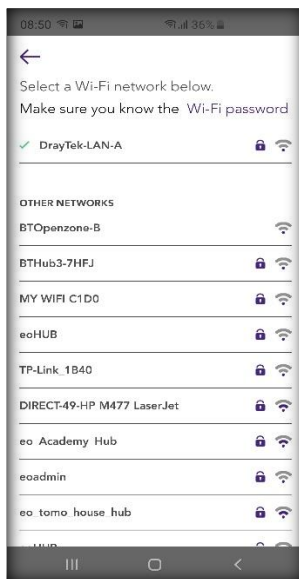 08:50 36%
Select a Wi-Fi network below.
Make sure you know the Wi-Fi password
DrayTek-LAN-A
OTHER NETWORKS
BTOpenzone-B
BTHub3-7HFJ
MY WIFI C1D0
eoHUB
TP-Link_1B40
DIRECT-49-HP M477 LaserJet
eo Academy Hub
eoadmin
eo tomo house hub